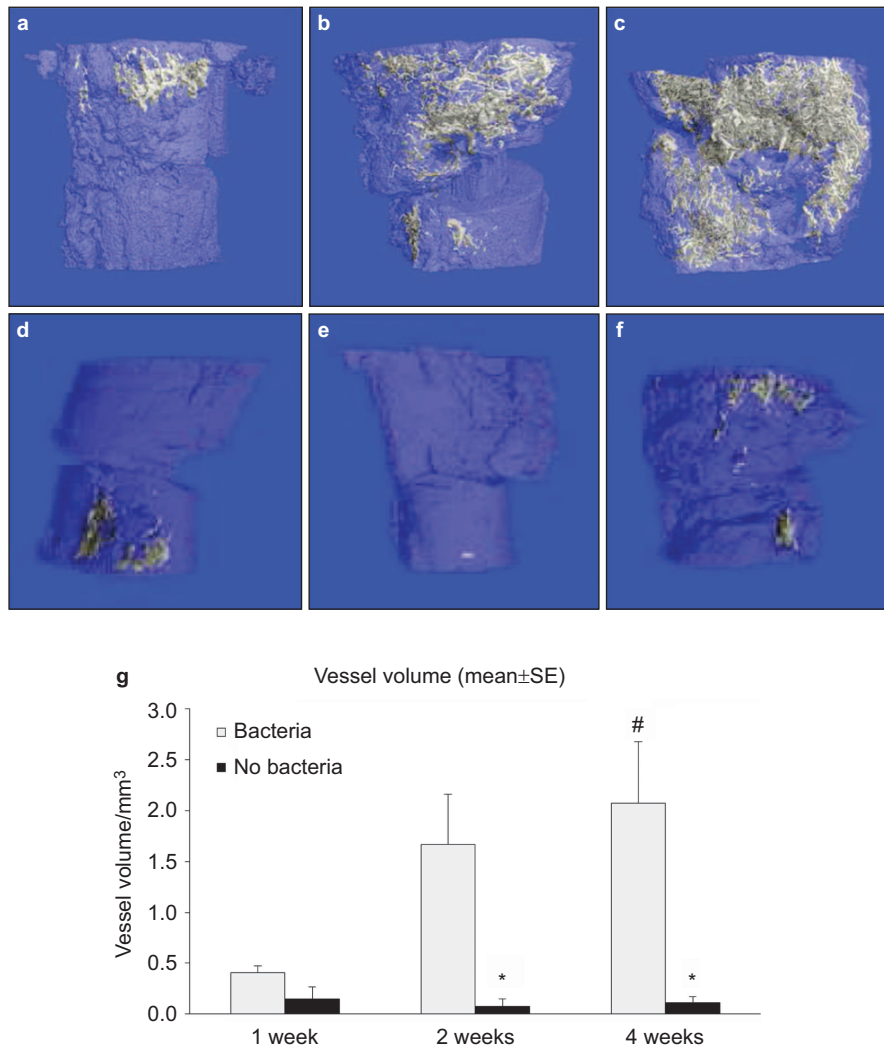 a
b
c
d
e
f
g
Vessel volume (mean±SE)
Vessel volume/mm³
3.0
2.5
2.0
1.5
1.0
0.5
0.0
Bacteria
No bacteria
#
*
*
1 week
2 weeks
4 weeks